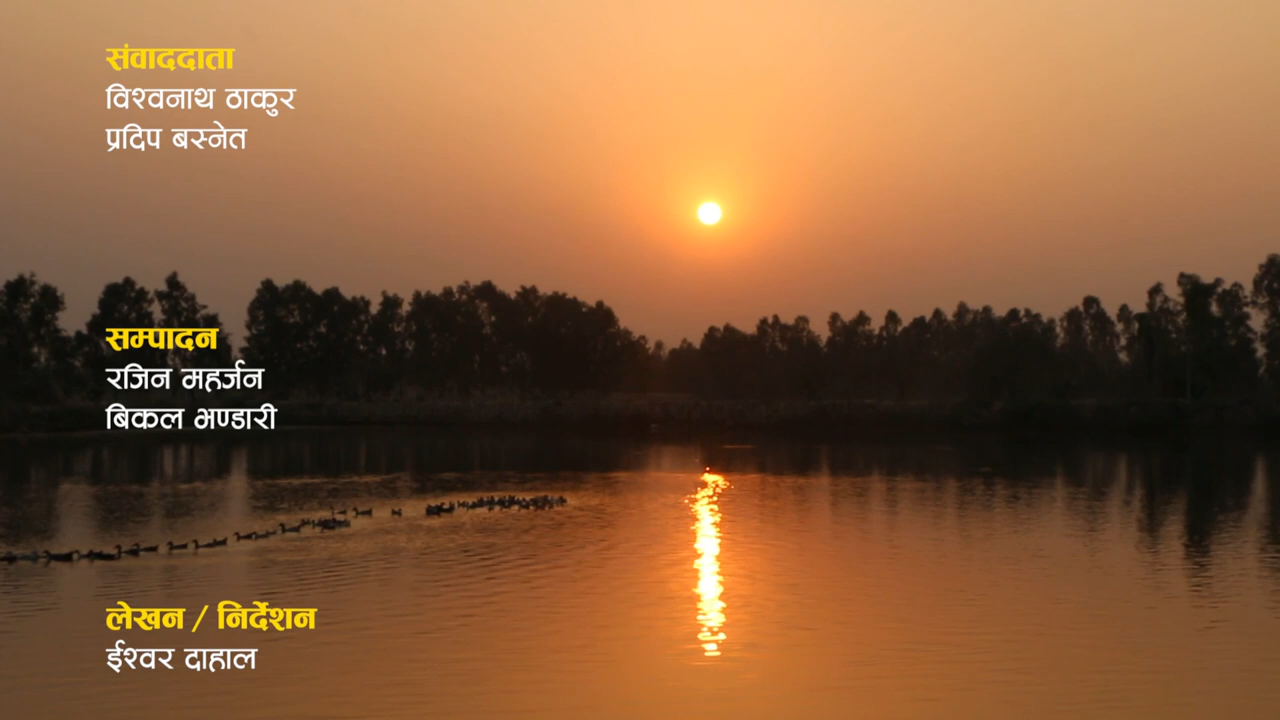 संवाददाता
विश्वनाथ ठाकुर
प्रदिप बस्नेत
सम्पादन
रजिन महर्जन
बिकल भण्डारी
लेखन / निर्देशन
ईश्वर दाहाल